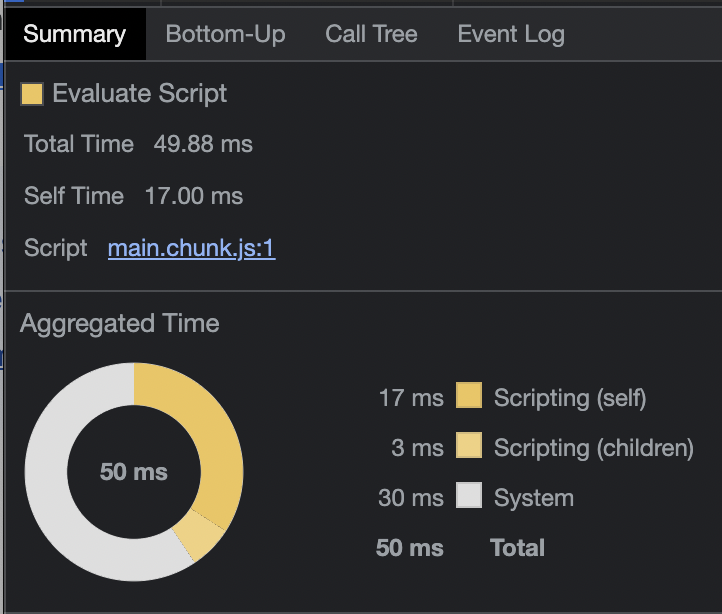 Summary Bottom-Up Call Tree Event Log
Evaluate Script
Total Time 49.88 ms
Self Time 17.00 ms
Script main.chunk.js:1
Aggregated Time
50 ms
17 ms Scripting (self)
3 ms Scripting (children)
30 ms System
50 ms Total